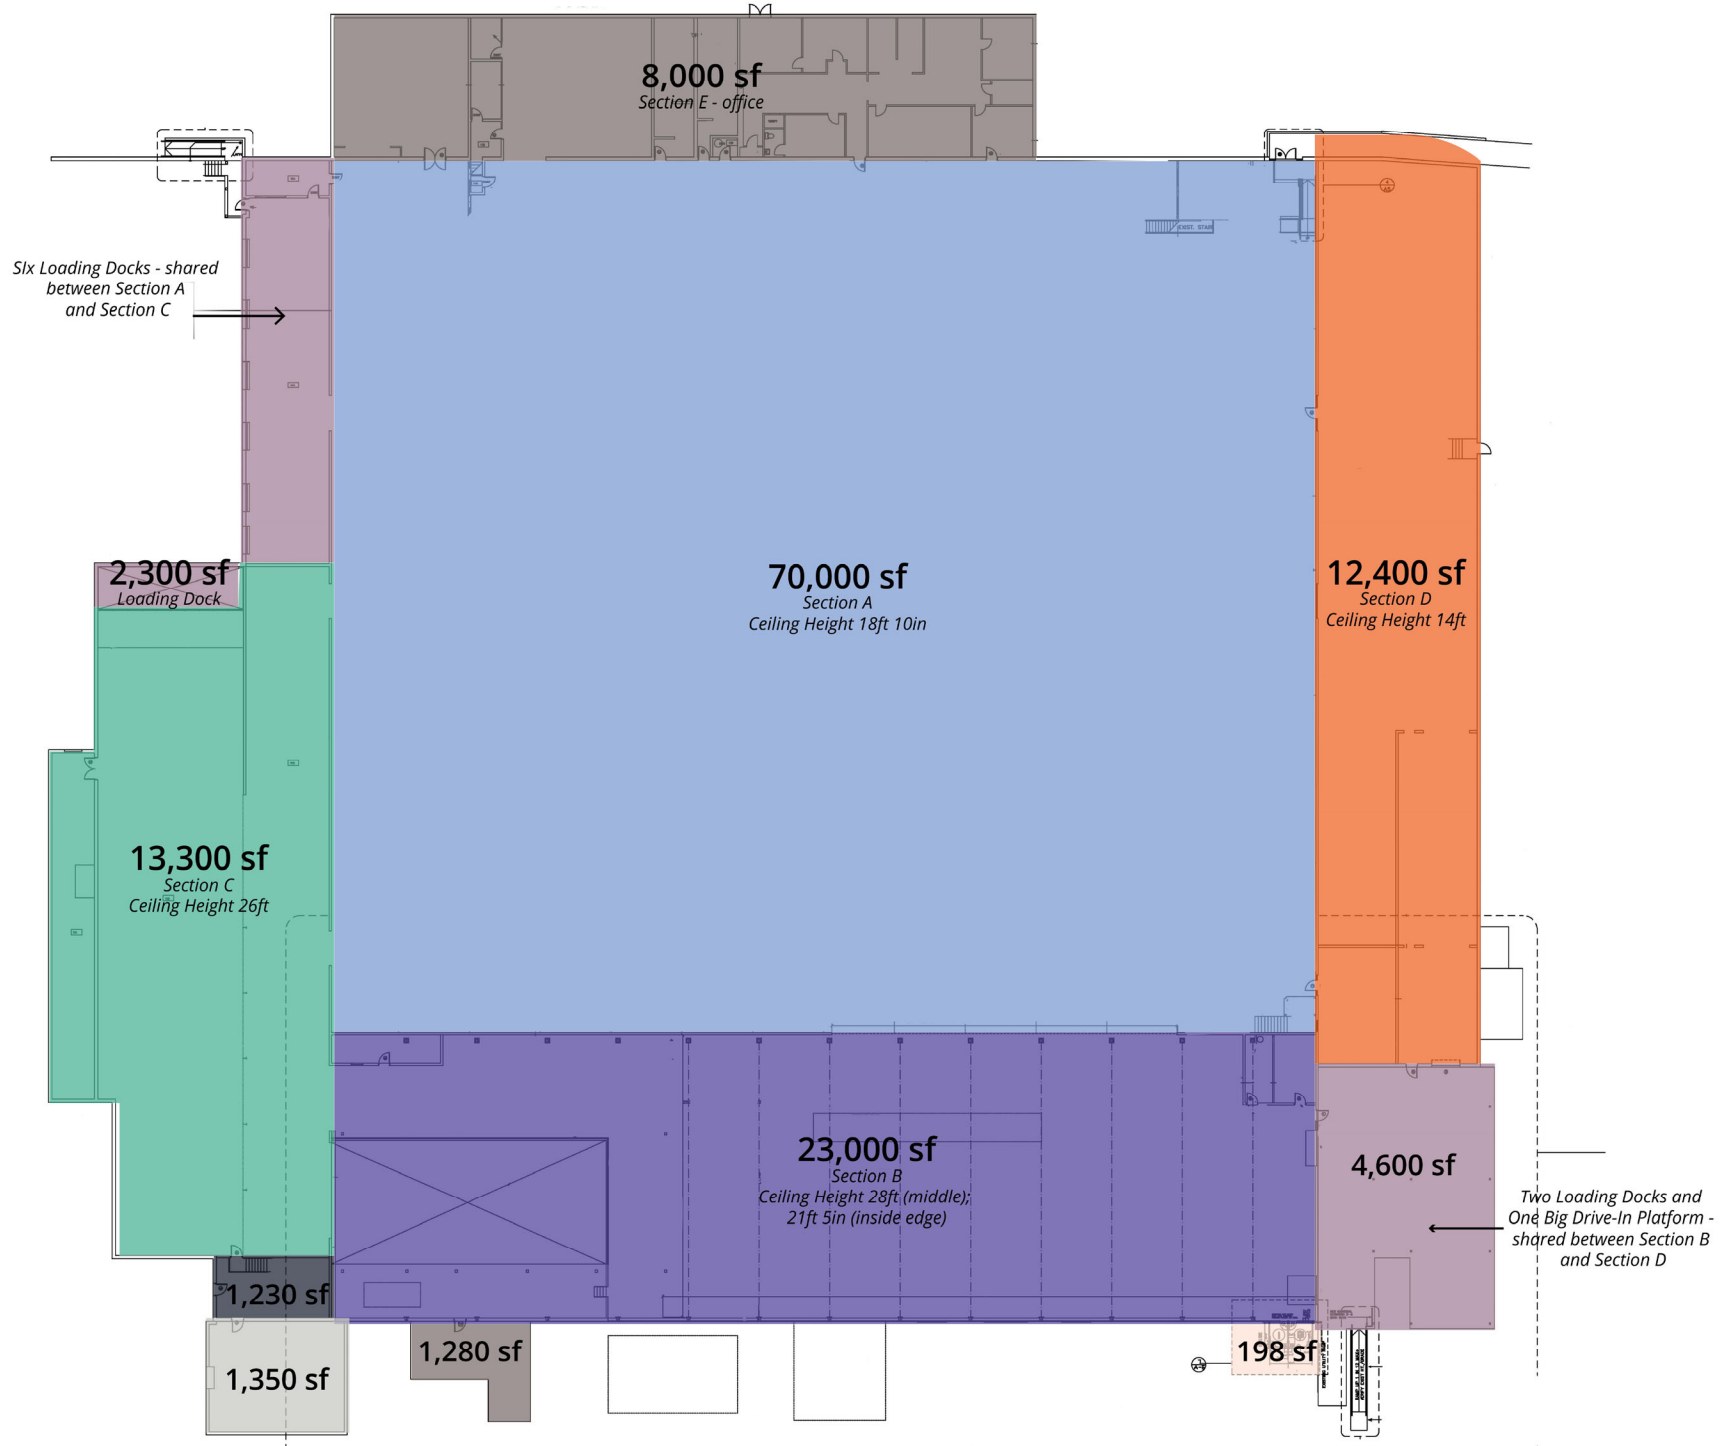 8,000 sf
Section E - office
EXIST. STAIR
SIx Loading Docks - shared
between Section A
and Section C
2,300 sf
Loading Dock
70,000 sf
Section A
Ceiling Height 18ft 10in
12,400 sf
Section D
Ceiling Height 14ft
13,300 sf
Section C
Ceiling Height 26ft
23,000 sf
Section B
Ceiling Height 28ft (middle);
21ft 5in (inside edge)
4,600 sf
Two Loading Docks and
One Big Drive-In Platform -
shared between Section B
and Section D
1,230 sf
1,350 sf
1,280 sf
198 sf